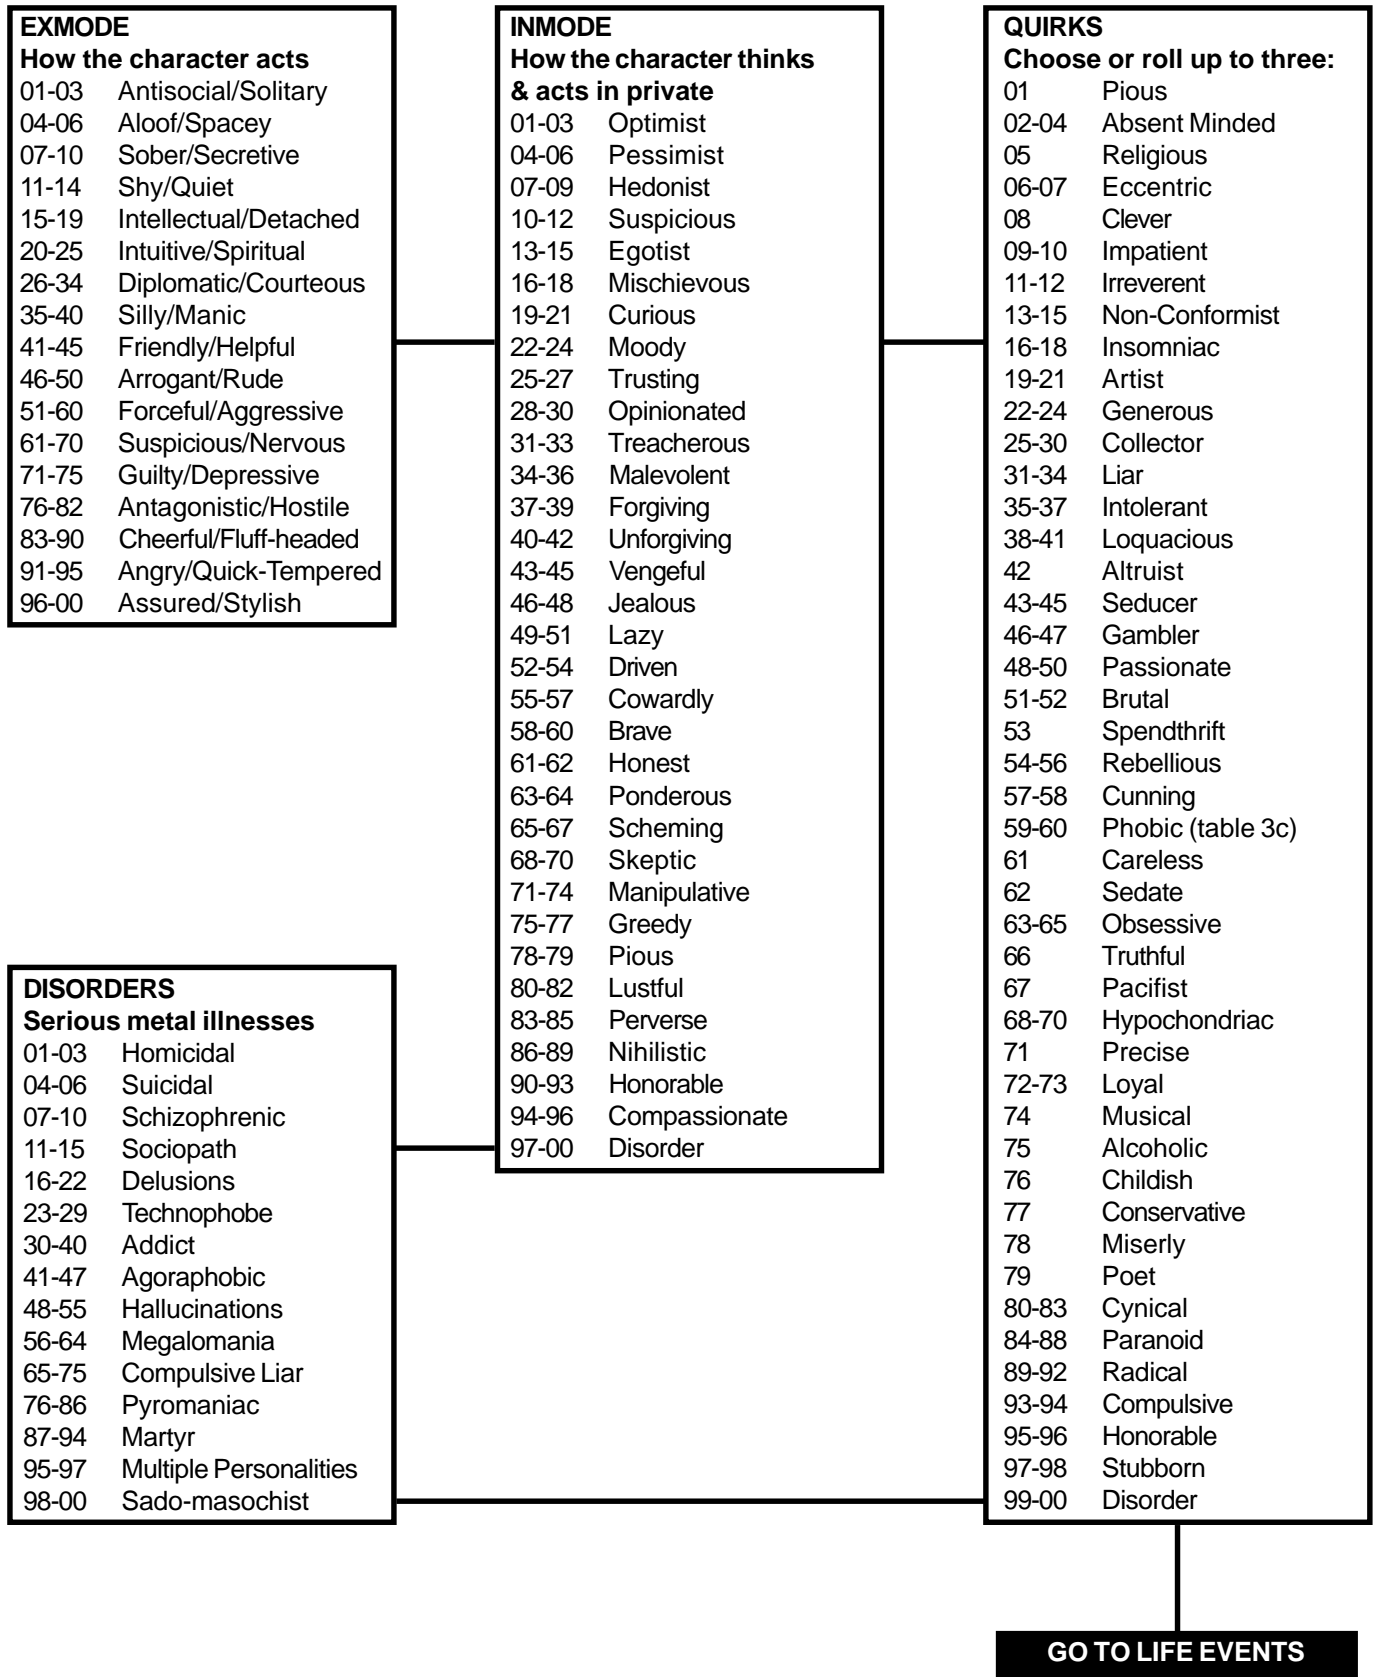 EXMODE
How the character acts
01-03 Antisocial/Solitary
04-06 Aloof/Spacey
07-10 Sober/Secretive
11-14 Shy/Quiet
15-19 Intellectual/Detached
20-25 Intuitive/Spiritual
26-34 Diplomatic/Courteous
35-40 Silly/Manic
41-45 Friendly/Helpful
46-50 Arrogant/Rude
51-60 Forceful/Aggressive
61-70 Suspicious/Nervous
71-75 Guilty/Depressive
76-82 Antagonistic/Hostile
83-90 Cheerful/Fluff-headed
91-95 Angry/Quick-Tempered
96-00 Assured/Stylish
DISORDERS
Serious metal illnesses
01-03 Homicidal
04-06 Suicidal
07-10 Schizophrenic
11-15 Sociopath
16-22 Delusions
23-29 Technophobe
30-40 Addict
41-47 Agoraphobic
48-55 Hallucinations
56-64 Megalomania
65-75 Compulsive Liar
76-86 Pyromaniac
87-94 Martyr
95-97 Multiple Personalities
98-00 Sado-masochist
INMODE
How the character thinks
& acts in private
01-03 Optimist
04-06 Pessimist
07-09 Hedonist
10-12 Suspicious
13-15 Egotist
16-18 Mischievous
19-21 Curious
22-24 Moody
25-27 Trusting
28-30 Opinionated
31-33 Treacherous
34-36 Malevolent
37-39 Forgiving
40-42 Unforgiving
43-45 Vengeful
46-48 Jealous
49-51 Lazy
52-54 Driven
55-57 Cowardly
58-60 Brave
61-62 Honest
63-64 Ponderous
65-67 Scheming
68-70 Skeptic
71-74 Manipulative
75-77 Greedy
78-79 Pious
80-82 Lustful
83-85 Perverse
86-89 Nihilistic
90-93 Honorable
94-96 Compassionate
97-00 Disorder
QUIRKS
Choose or roll up to three:
01 Pious
02-04 Absent Minded
05 Religious
06-07 Eccentric
08 Clever
09-10 Impatient
11-12 Irreverent
13-15 Non-Conformist
16-18 Insomniac
19-21 Artist
22-24 Generous
25-30 Collector
31-34 Liar
35-37 Intolerant
38-41 Loquacious
42 Altruist
43-45 Seducer
46-47 Gambler
48-50 Passionate
51-52 Brutal
53 Spendthrift
54-56 Rebellious
57-58 Cunning
59-60 Phobic (table 3c)
61 Careless
62 Sedate
63-65 Obsessive
66 Truthful
67 Pacifist
68-70 Hypochondriac
71 Precise
72-73 Loyal
74 Musical
75 Alcoholic
76 Childish
77 Conservative
78 Miserly
79 Poet
80-83 Cynical
84-88 Paranoid
89-92 Radical
93-94 Compulsive
95-96 Honorable
97-98 Stubborn
99-00 Disorder
GO TO LIFE EVENTS